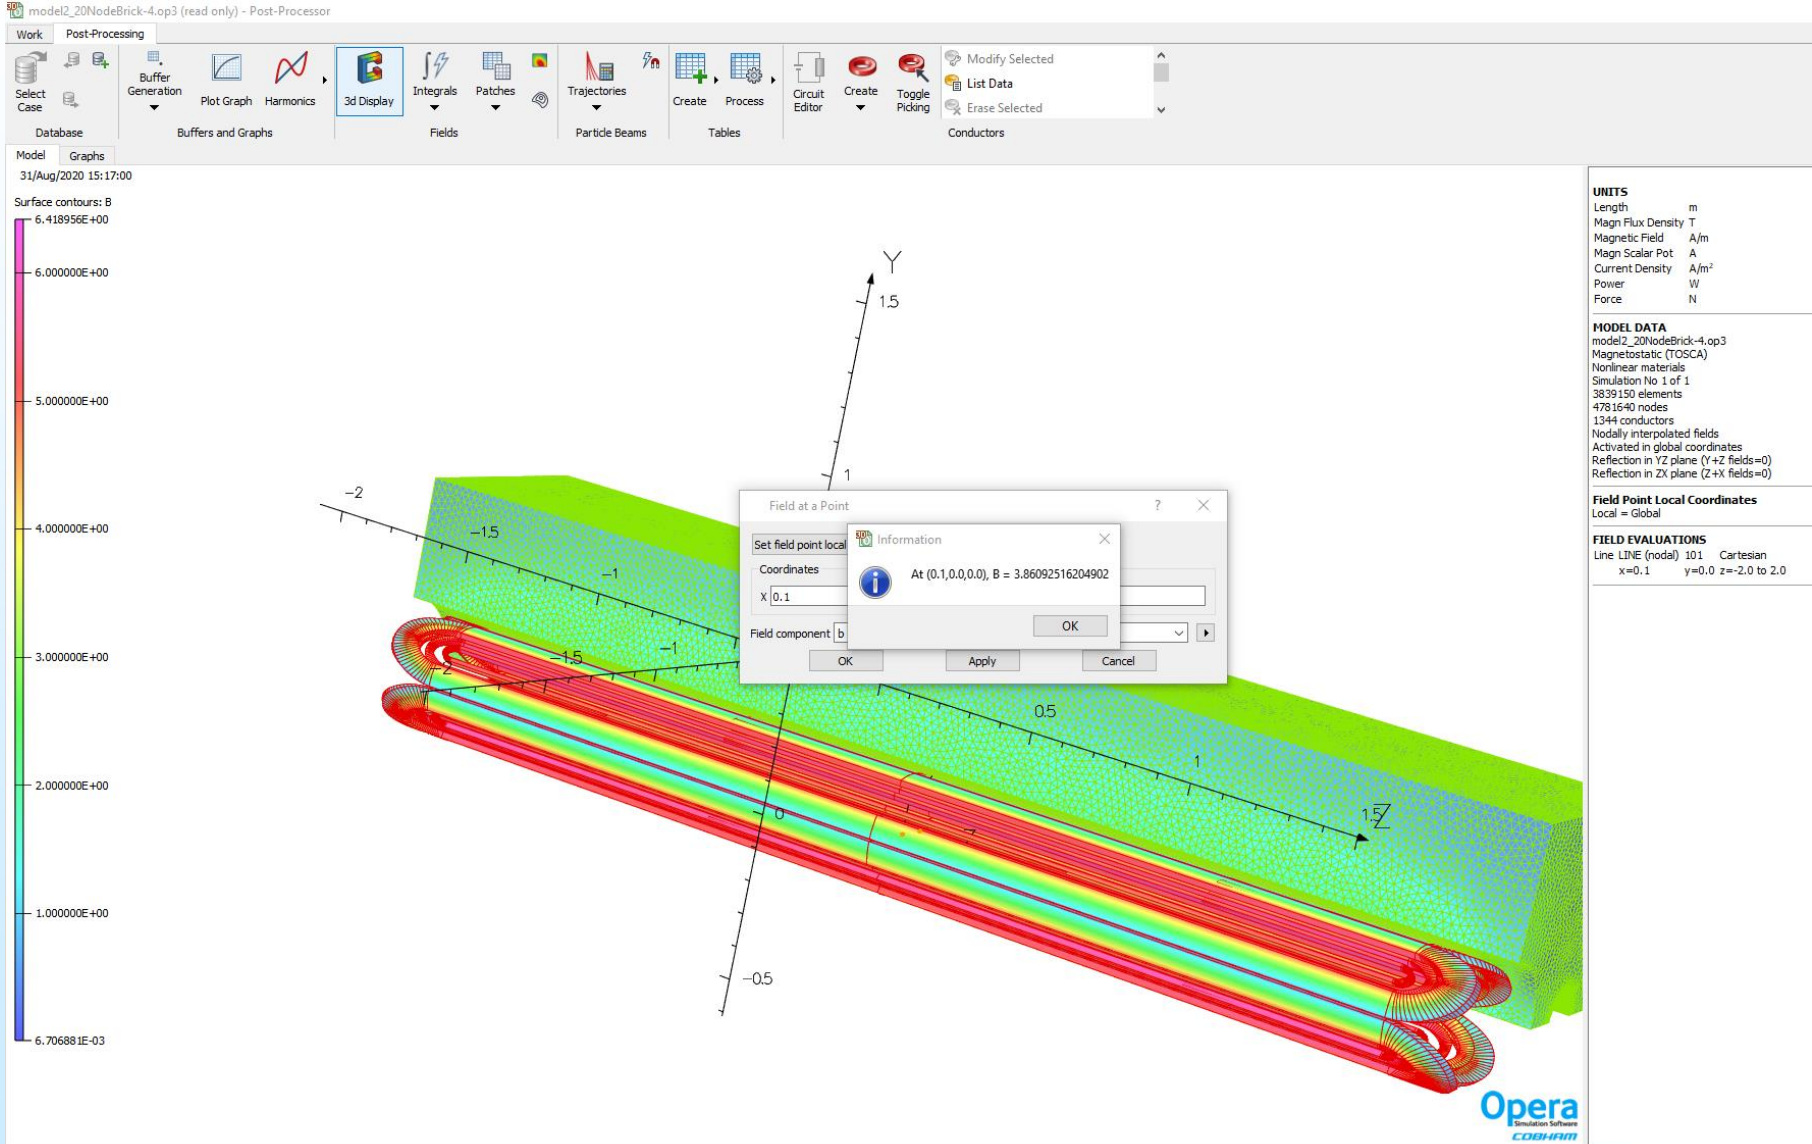 model2_20NodeBrick-4.op3 (read only) - Post-Processor
Work Post-Processing
Select Case
Buffer Generation
Plot Graph
Harmonics
3d Display
Integrals
Patches
Trajectories
Create
Process
Circuit Editor
Create
Toggle Picking
Modify Selected
List Data
Erase Selected
Database
Buffers and Graphs
Fields
Particle Beams
Tables
Conductors
Model Graphs
31/Aug/2020 15:17:00
Surface contours: B
6.418956E+00
6.000000E+00
5.000000E+00
4.000000E+00
3.000000E+00
2.000000E+00
1.000000E+00
6.706881E-03
Y
1.5
1
-2
-1.5
-1
-2
-1.5
-1
0.5
1
1.5
Z
0
-0.5
Field at a Point
? ×
Set field point local
Coordinates
X 0.1
Field component b
OK Apply Cancel
Information
At (0.1,0.0,0.0), B = 3.86092516204902
OK
UNITS
Length m
Magn Flux Density T
Magnetic Field A/m
Magn Scalar Pot A
Current Density A/m²
Power W
Force N
MODEL DATA
model2_20NodeBrick-4.op3
Magnetostatic (TOSCA)
Nonlinear materials
Simulation No 1 of 1
3839150 elements
4781640 nodes
1344 conductors
Nodally interpolated fields
Activated in global coordinates
Reflection in YZ plane (Y+Z fields=0)
Reflection in ZX plane (Z+X fields=0)
Field Point Local Coordinates
Local = Global
FIELD EVALUATIONS
Line LINE (nodal) 101 Cartesian
x=0.1 y=0.0 z=-2.0 to 2.0
Opera
Simulation Software
COBHAM